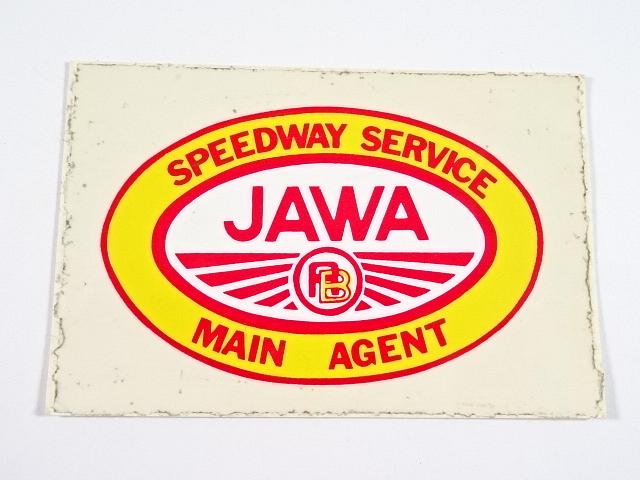 SPEEDWAY SERVICE
JAWA
PB
MAIN AGENT